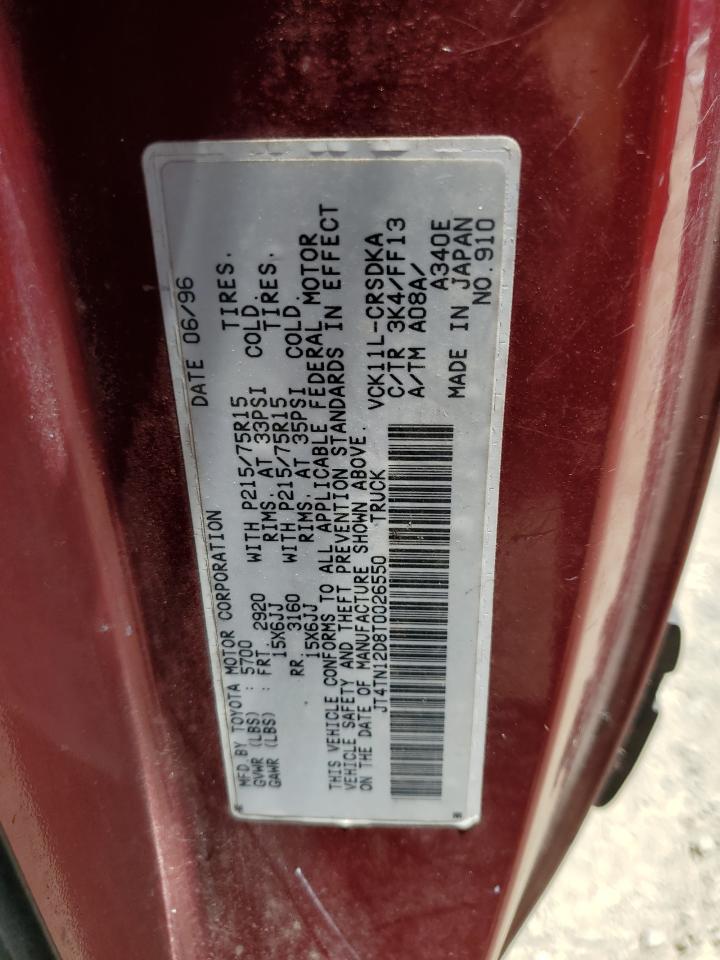 MFD. BY TOYOTA MOTOR CORPORATION DATE 06/96
GVWR (LBS) : 5700
GAWR (LBS) : FRT. 2920 WITH P215/75R15 TIRES.
15X6JJ RIMS. AT 33PSI COLD.
RR. 3160 WITH P215/75R15 TIRES.
15X6JJ RIMS. AT 35PSI COLD.
THIS VEHICLE CONFORMS TO ALL APPLICABLE FEDERAL MOTOR
VEHICLE SAFETY AND THEFT PREVENTION STANDARDS IN EFFECT
ON THE DATE OF MANUFACTURE SHOWN ABOVE.
JT4TN12D8T0026550 TRUCK
VCK11L-CRSDKA
C/TR 3K4/FF13
A/TM A08A/
A340E
MADE IN JAPAN
NO.910